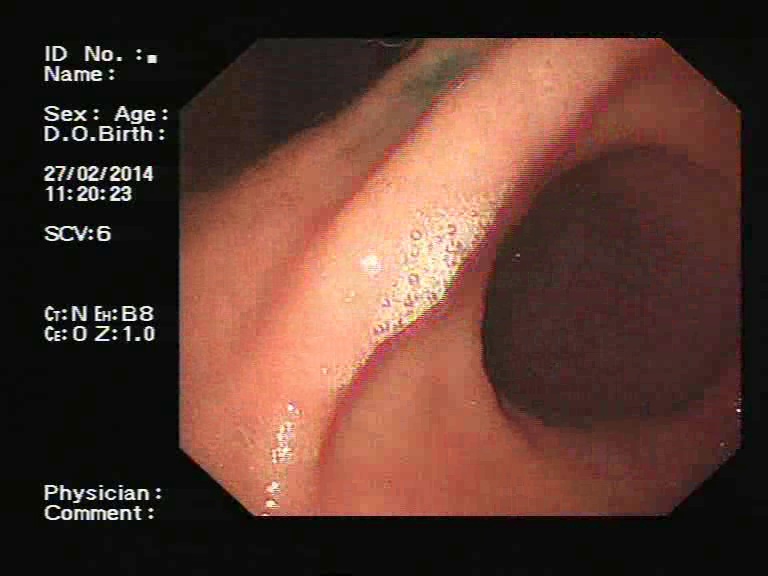 ID No. :
Name:
Sex: Age:
D.O.Birth:
27/02/2014
11:20:23
SCV:6
CT:N EH:B8
CE:0 Z:1.0
Physician:
Comment: